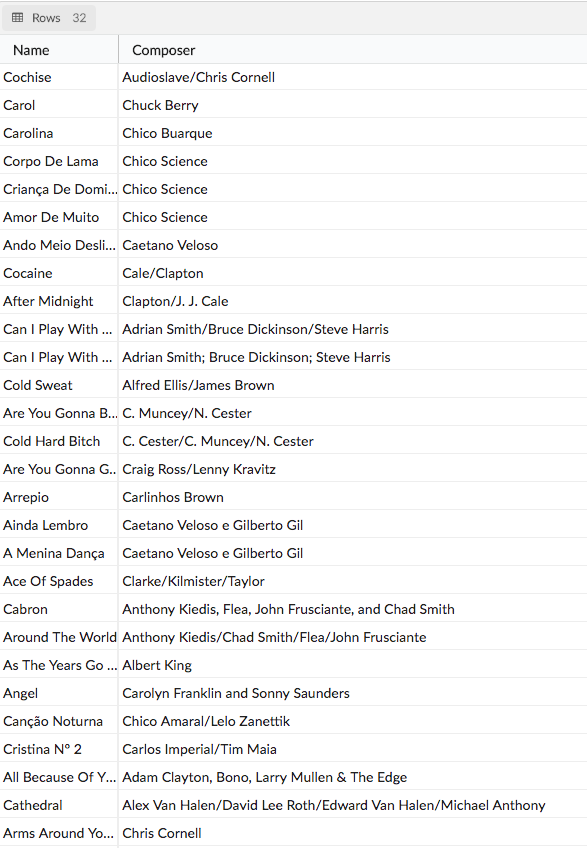 Rows 32
Name Composer
Cochise Audioslave/Chris Cornell
Carol Chuck Berry
Carolina Chico Buarque
Corpo De Lama Chico Science
Criança De Domi... Chico Science
Amor De Muito Chico Science
Ando Meio Desli... Caetano Veloso
Cocaine Cale/Clapton
After Midnight Clapton/J. J. Cale
Can I Play With ... Adrian Smith/Bruce Dickinson/Steve Harris
Can I Play With ... Adrian Smith; Bruce Dickinson; Steve Harris
Cold Sweat Alfred Ellis/James Brown
Are You Gonna B... C. Muncey/N. Cester
Cold Hard Bitch C. Cester/C. Muncey/N. Cester
Are You Gonna G... Craig Ross/Lenny Kravitz
Arrepio Carlinhos Brown
Ainda Lembro Caetano Veloso e Gilberto Gil
A Menina Dança Caetano Veloso e Gilberto Gil
Ace Of Spades Clarke/Kilmister/Taylor
Cabron Anthony Kiedis, Flea, John Frusciante, and Chad Smith
Around The World Anthony Kiedis/Chad Smith/Flea/John Frusciante
As The Years Go ... Albert King
Angel Carolyn Franklin and Sonny Saunders
Canção Noturna Chico Amaral/Lelo Zanettik
Cristina Nº 2 Carlos Imperial/Tim Maia
All Because Of Y... Adam Clayton, Bono, Larry Mullen & The Edge
Cathedral Alex Van Halen/David Lee Roth/Edward Van Halen/Michael Anthony
Arms Around Yo... Chris Cornell